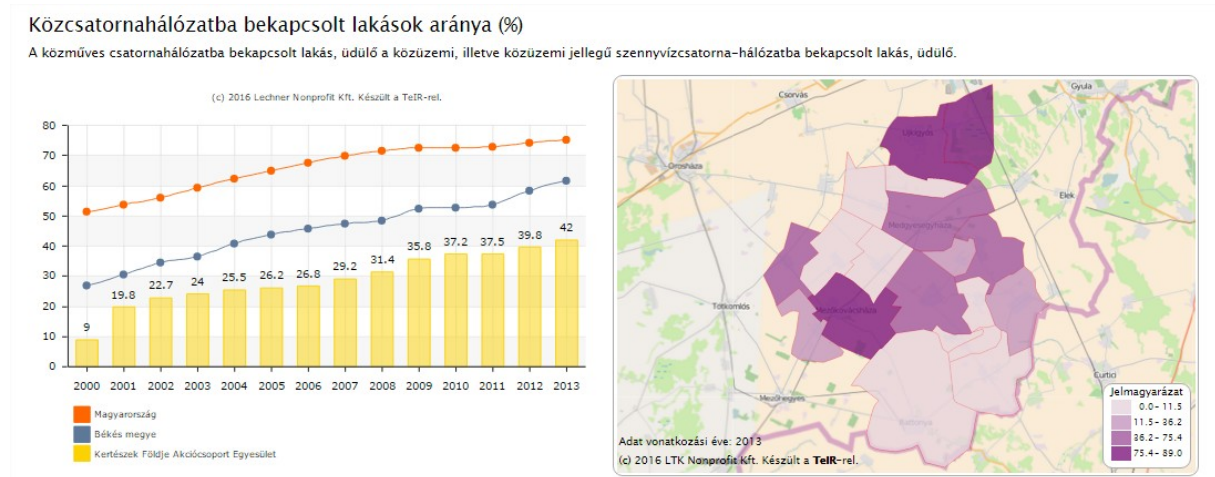 Közcsatornahálózatba bekapcsolt lakások aránya (%)
A közműves csatornahálózatba bekapcsolt lakás, üdülő a közüzemi, illetve közüzemi jellegű szennyvízcsatorna-hálózatba bekapcsolt lakás, üdülő.
(c) 2016 Lechner Nonprofit Kft. Készült a TeIR-rel.
80
70
60
50
40
30
20
10
0
9
19.8
22.7
24
25.5
26.2
26.8
29.2
31.4
35.8
37.2
37.5
39.8
42
2000 2001 2002 2003 2004 2005 2006 2007 2008 2009 2010 2011 2012 2013
Magyarország
Békés megye
Kertészek Földje Akciócsoport Egyesület
Csorvás
Gyula
Újkígyós
Orosháza
Elek
Medgyesegyháza
Tótkomlós
Mezőkovácsháza
Curtici
Mezőhegyes
Battonya
Jelmagyarázat
0.0- 11.5
11.5- 36.2
36.2- 75.4
75.4- 89.0
Adat vonatkozási éve: 2013
(c) 2016 LTK Nonprofit Kft. Készült a TeIR-rel.